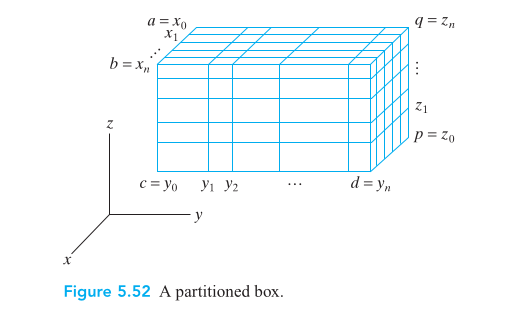 a = x₀
q = zₙ
x₁
⋰
b = xₙ
⋮
z₁
z
p = z₀
c = y₀ y₁ y₂ ⋯ d = yₙ
y
x
Figure 5.52 A partitioned box.